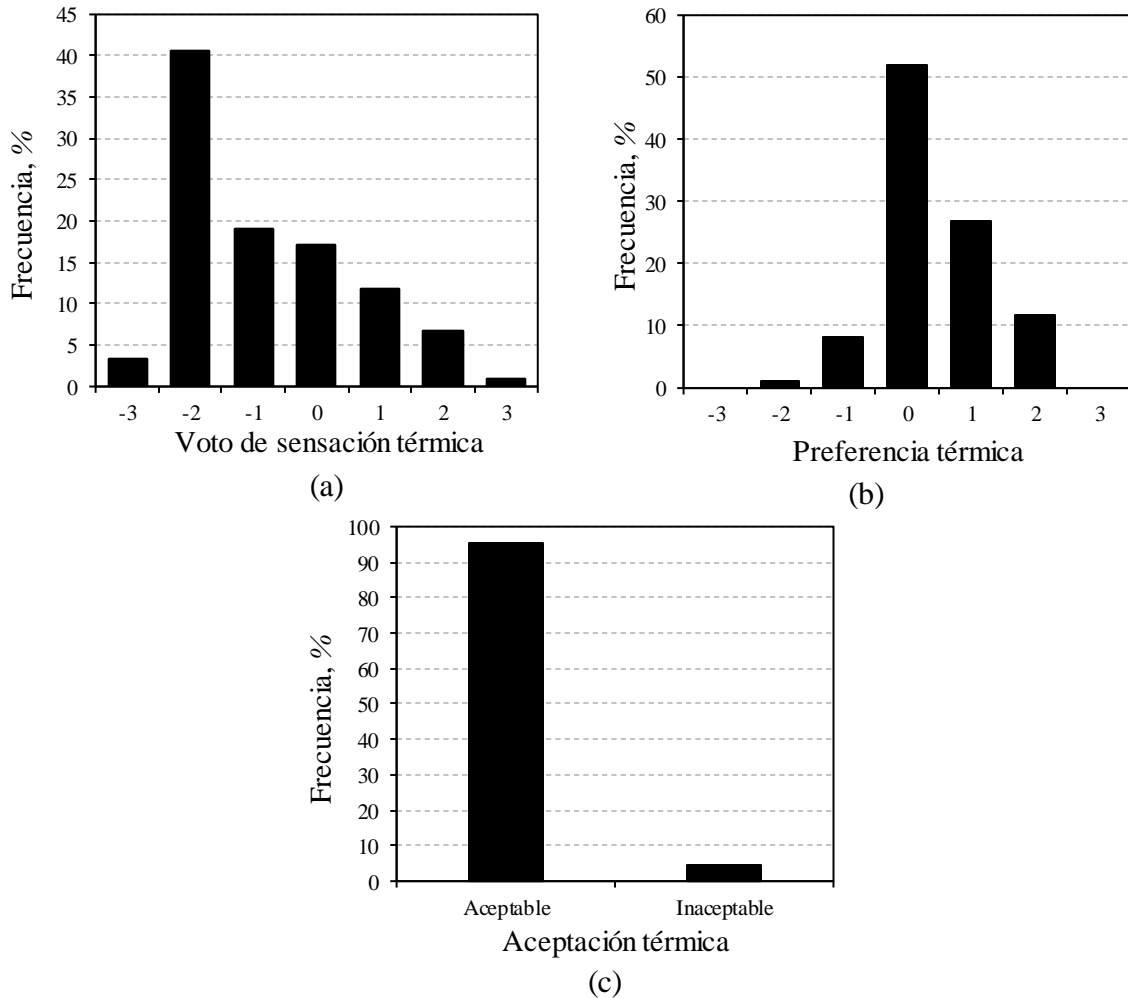 45
40
35
30
25
20
15
10
5
0
Frecuencia, %
-3 -2 -1 0 1 2 3
Voto de sensación térmica
(a)
60
50
40
30
20
10
0
Frecuencia, %
-3 -2 -1 0 1 2 3
Preferencia térmica
(b)
100
90
80
70
60
50
40
30
20
10
0
Frecuencia, %
Aceptable Inaceptable
Aceptación térmica
(c)